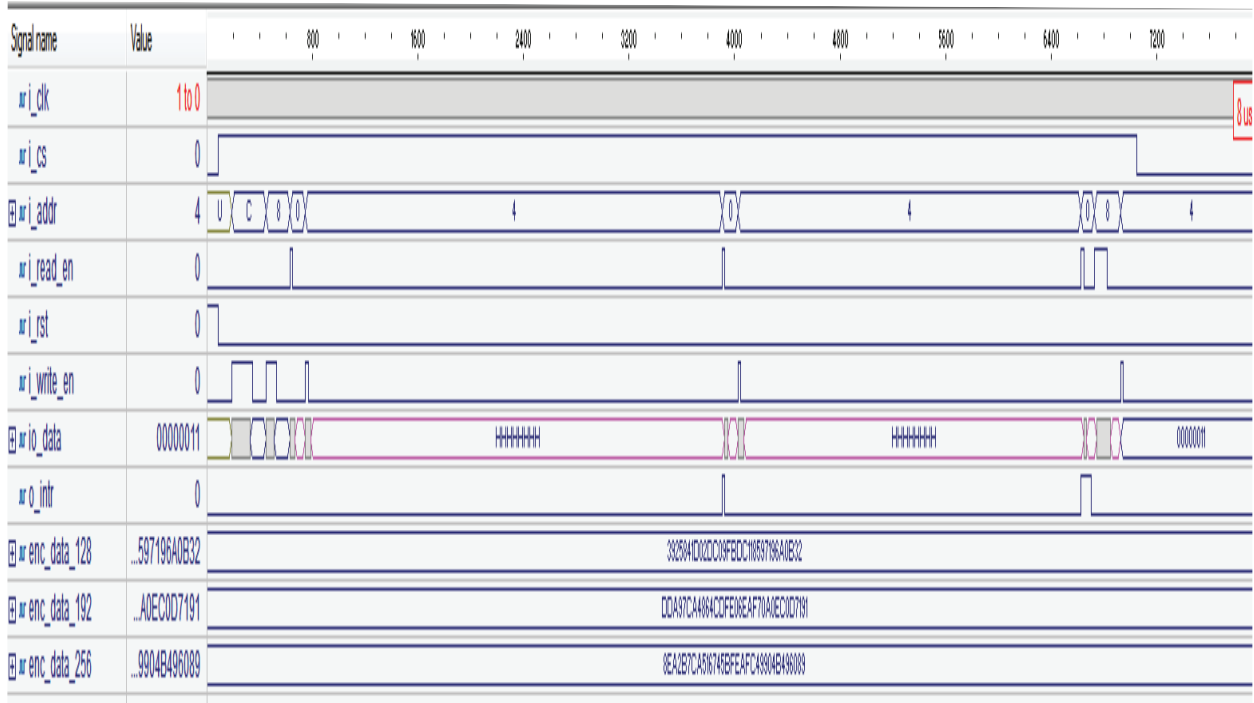 Signal name Value 800 1600 2400 3200 4000 4800 5600 6400 7200
i_clk 1 to 0 8 us
i_cs 0
i_addr 4 U C 8 0 4 0 4 0 8 4
i_read_en 0
i_rst 0
i_write_en 0
io_data 00000011 HHHHHHHH HHHHHHHH 00000011
o_intr 0
enc_data_128 ...597196A0B32 3925841D02DC09FBDC118597196A0B32
enc_data_192 ...A0EC0D7191 DDA97CA4864CDFE06EAF70A0EC0D7191
enc_data_256 ...9904B496089 8EA2B7CA516745BFEAFC49904B496089